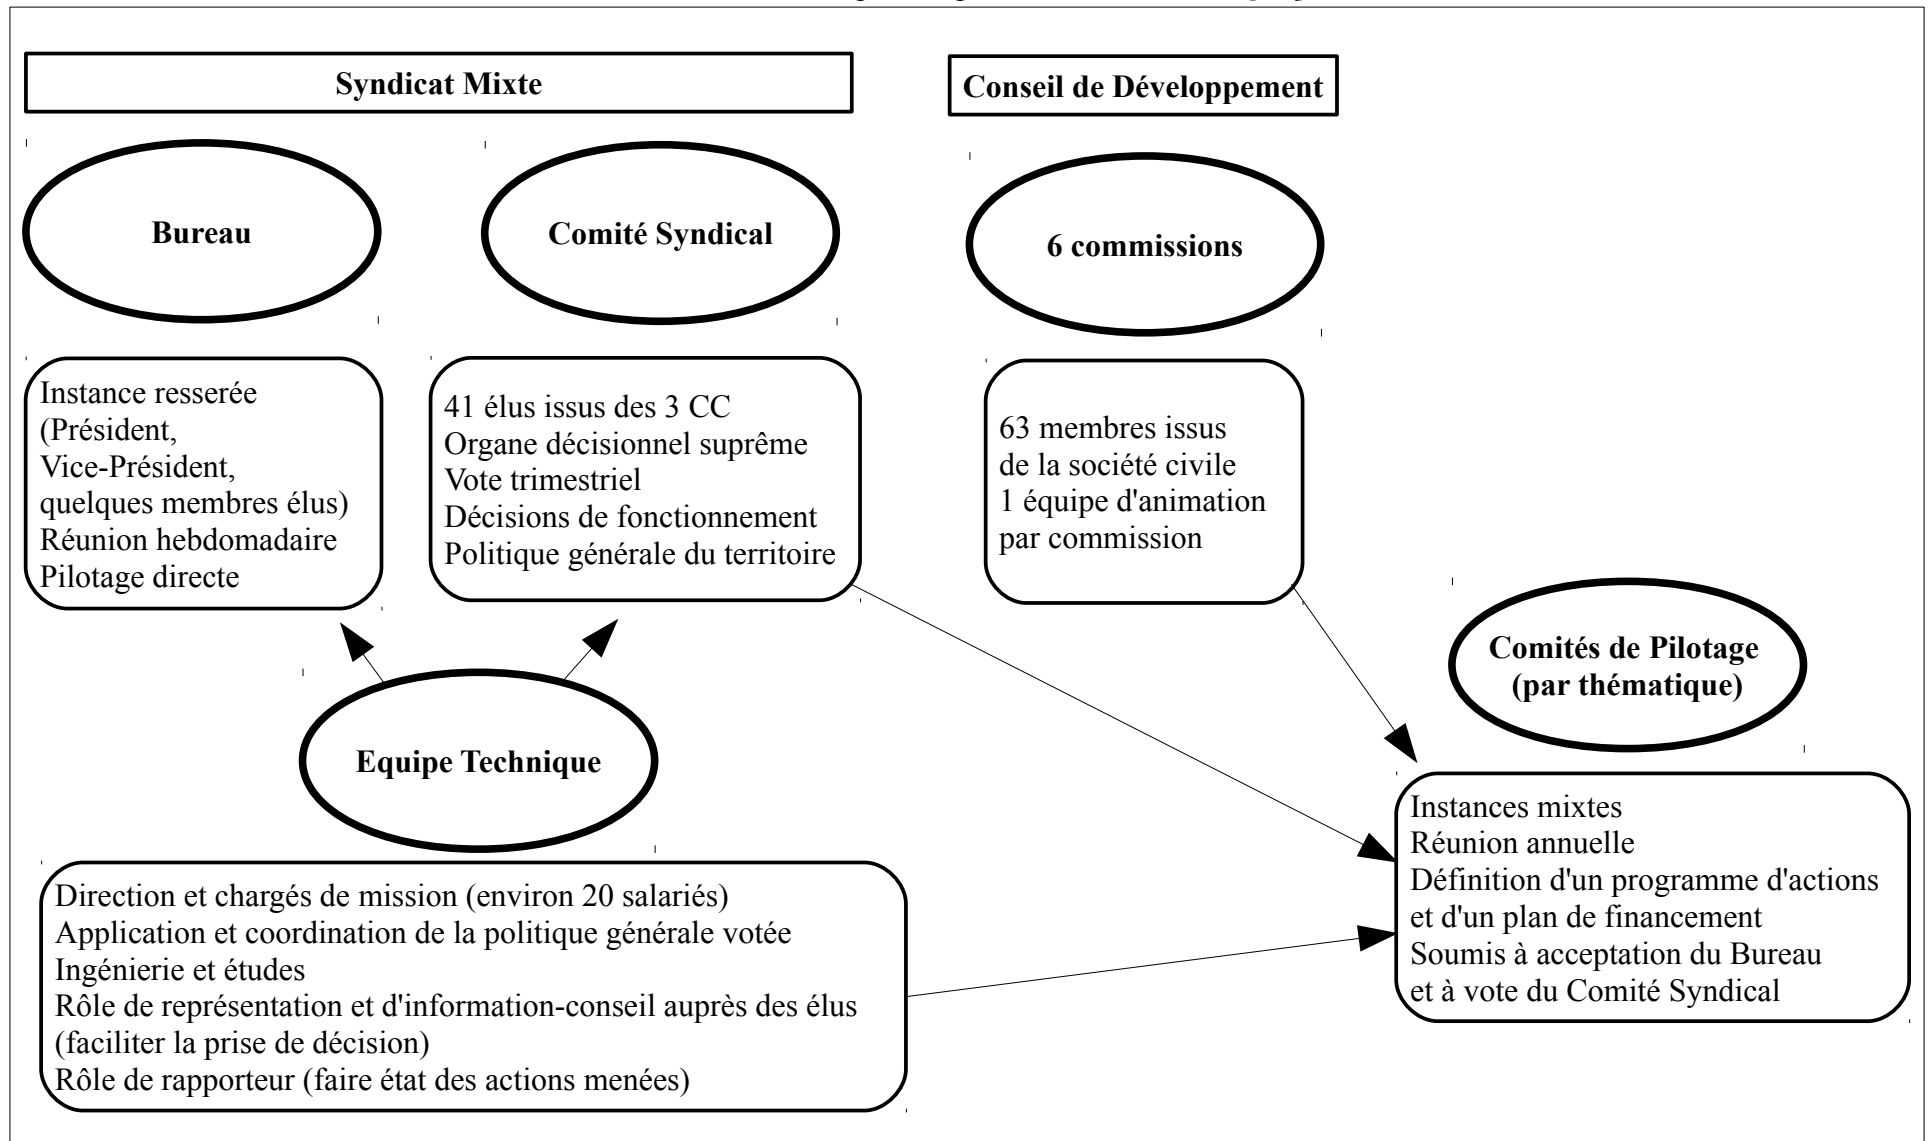 Syndicat Mixte
Conseil de Développement
Bureau
Comité Syndical
6 commissions
Instance resserée
(Président,
Vice-Président,
quelques membres élus)
Réunion hebdomadaire
Pilotage directe
41 élus issus des 3 CC
Organe décisionnel suprême
Vote trimestriel
Décisions de fonctionnement
Politique générale du territoire
63 membres issus
de la société civile
1 équipe d'animation
par commission
Comités de Pilotage
(par thématique)
Equipe Technique
Instances mixtes
Réunion annuelle
Définition d'un programme d'actions
et d'un plan de financement
Soumis à acceptation du Bureau
et à vote du Comité Syndical
Direction et chargés de mission (environ 20 salariés)
Application et coordination de la politique générale votée
Ingénierie et études
Rôle de représentation et d'information-conseil auprès des élus
(faciliter la prise de décision)
Rôle de rapporteur (faire état des actions menées)